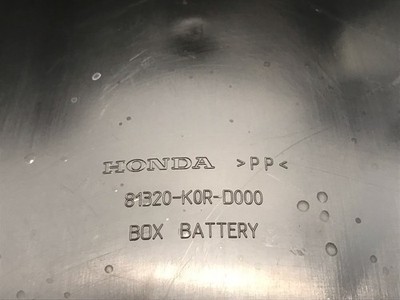 HONDA >PP<
81320-K0R-D000
BOX BATTERY